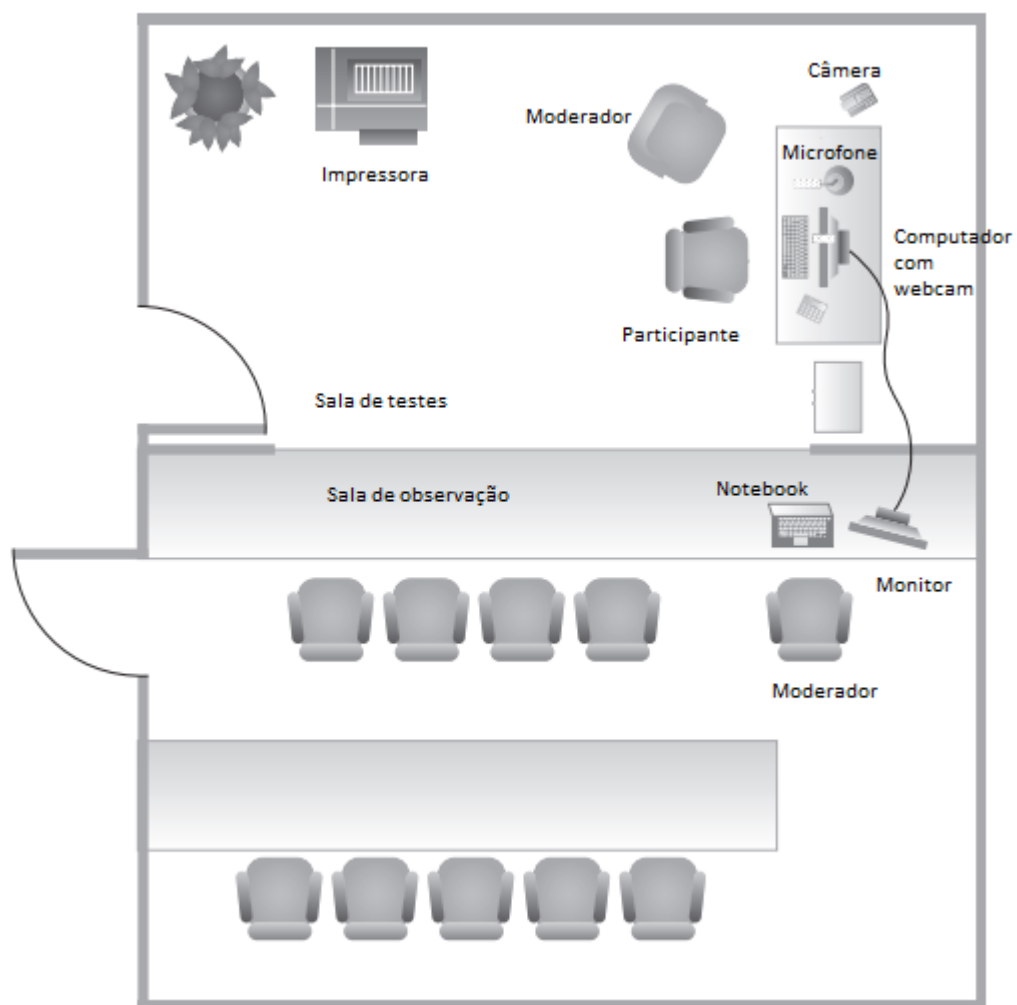 Câmera
Moderador
Microfone
Impressora
Computador
com
webcam
Participante
Sala de testes
Sala de observação
Notebook
Monitor
Moderador